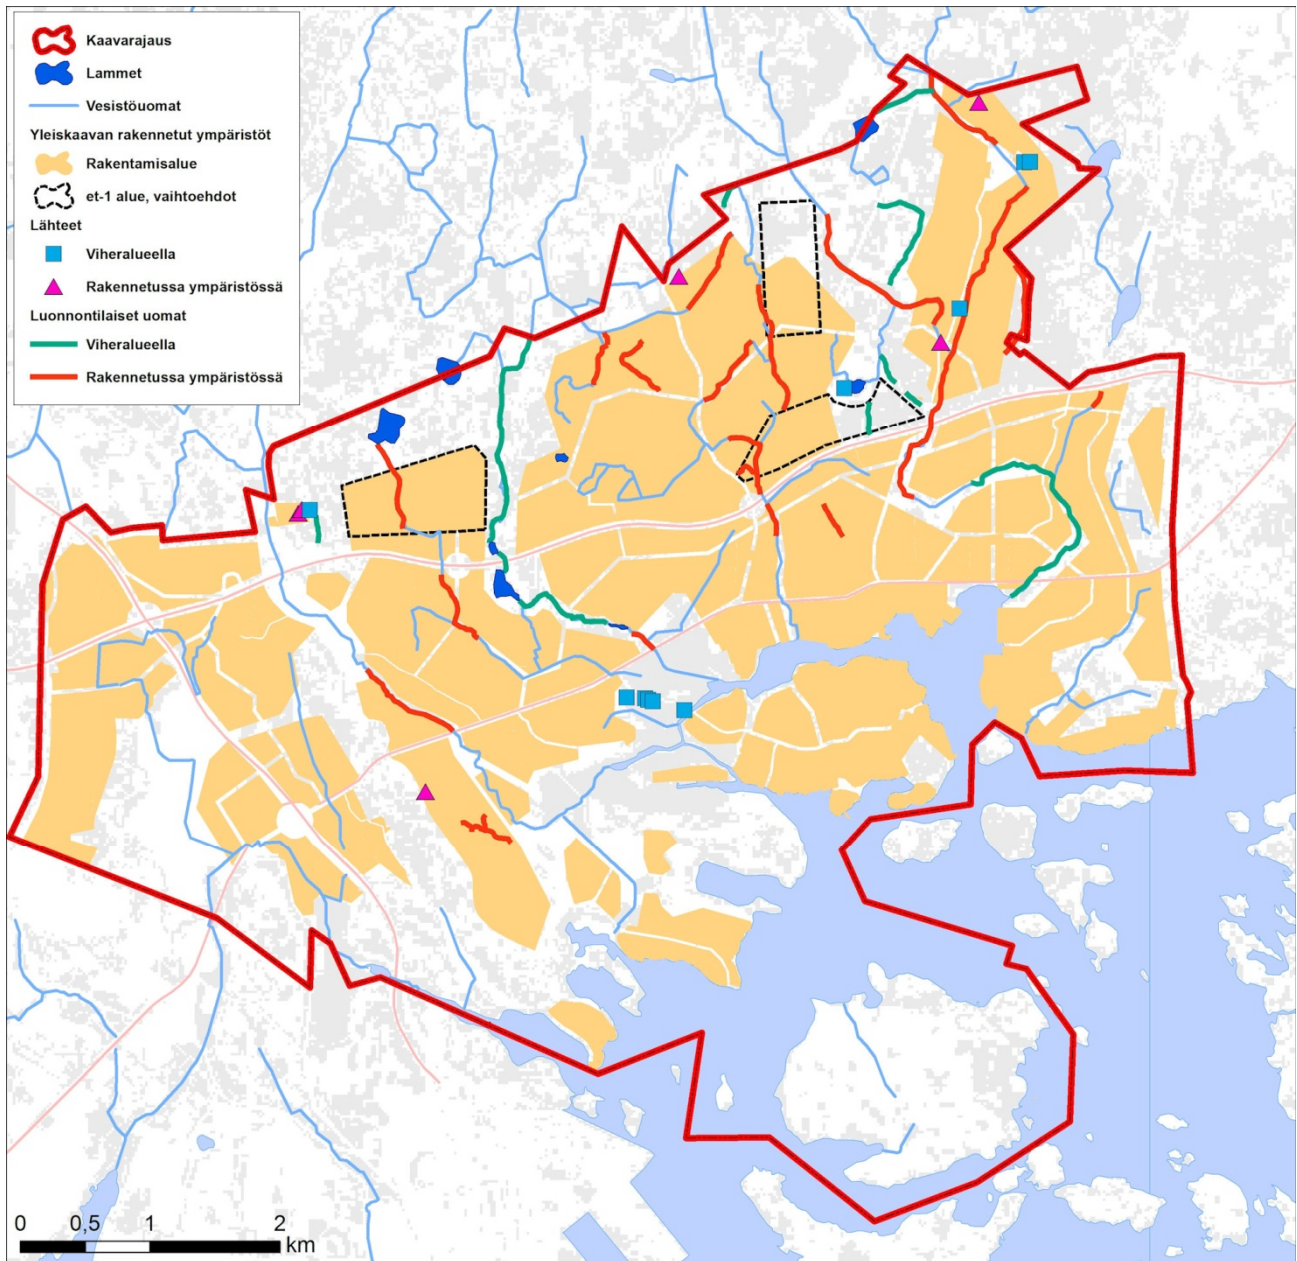 Kaavarajaus
Lammet
Vesistöuomat
Yleiskaavan rakennetut ympäristöt
Rakentamisalue
et-1 alue, vaihtoehdot
Lähteet
Viheralueella
Rakennetussa ympäristössä
Luonnontilaiset uomat
Viheralueella
Rakennetussa ympäristössä
0 0,5 1 2
km